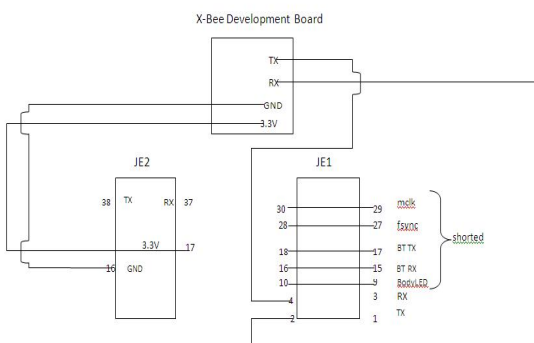 X-Bee Development Board
TX
RX
GND
3.3V
JE2
JE1
38 TX RX 37
3.3V 17
16 GND
30 29 mclk
28 27 fsync
shorted
18 17 BT TX
16 15 BT RX
10 9 BodyLED
4 3 RX
2 1 TX